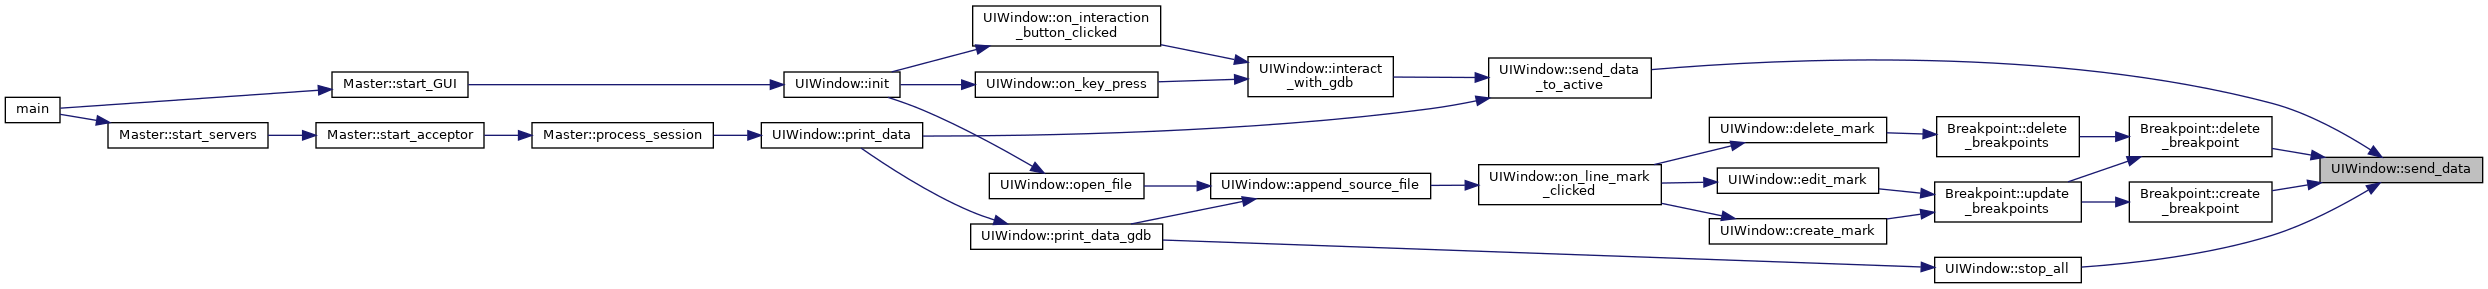 main
Master::start_GUI
Master::start_servers
Master::start_acceptor
Master::process_session
UIWindow::init
UIWindow::print_data
UIWindow::on_interaction
_button_clicked
UIWindow::on_key_press
UIWindow::open_file
UIWindow::print_data_gdb
UIWindow::interact
_with_gdb
UIWindow::append_source_file
UIWindow::send_data
_to_active
UIWindow::on_line_mark
_clicked
UIWindow::delete_mark
UIWindow::edit_mark
UIWindow::create_mark
Breakpoint::delete
_breakpoints
Breakpoint::update
_breakpoints
UIWindow::stop_all
Breakpoint::delete
_breakpoint
Breakpoint::create
_breakpoint
UIWindow::send_data